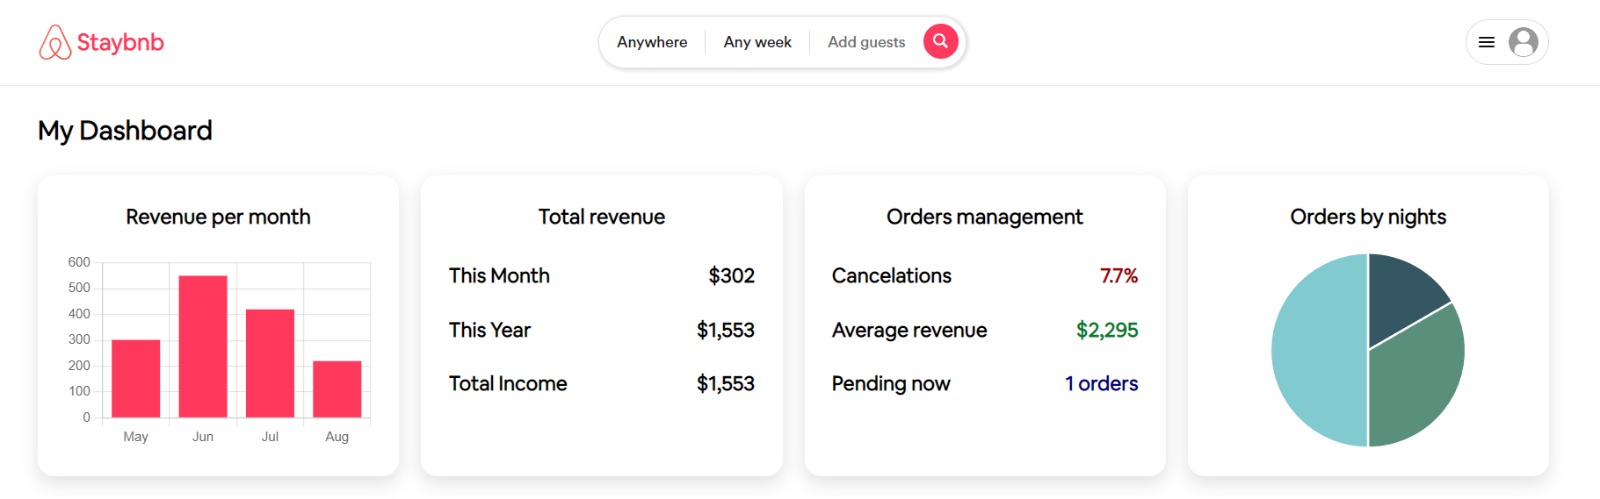 Staybnb
Anywhere Any week Add guests
My Dashboard
Revenue per month
600
500
400
300
200
100
0
May Jun Jul Aug
Total revenue
This Month $302
This Year $1,553
Total Income $1,553
Orders management
Cancelations 7.7%
Average revenue $2,295
Pending now 1 orders
Orders by nights